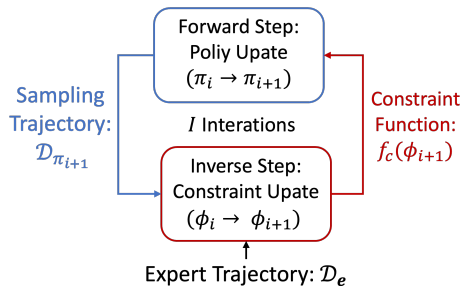 Forward Step:
Poliy Upate
(π_i → π_{i+1})
Sampling
Trajectory:
𝒟_{π_{i+1}}
I Interations
Constraint
Function:
f_c(ϕ_{i+1})
Inverse Step:
Constraint Upate
(ϕ_i → ϕ_{i+1})
Expert Trajectory: 𝒟_e